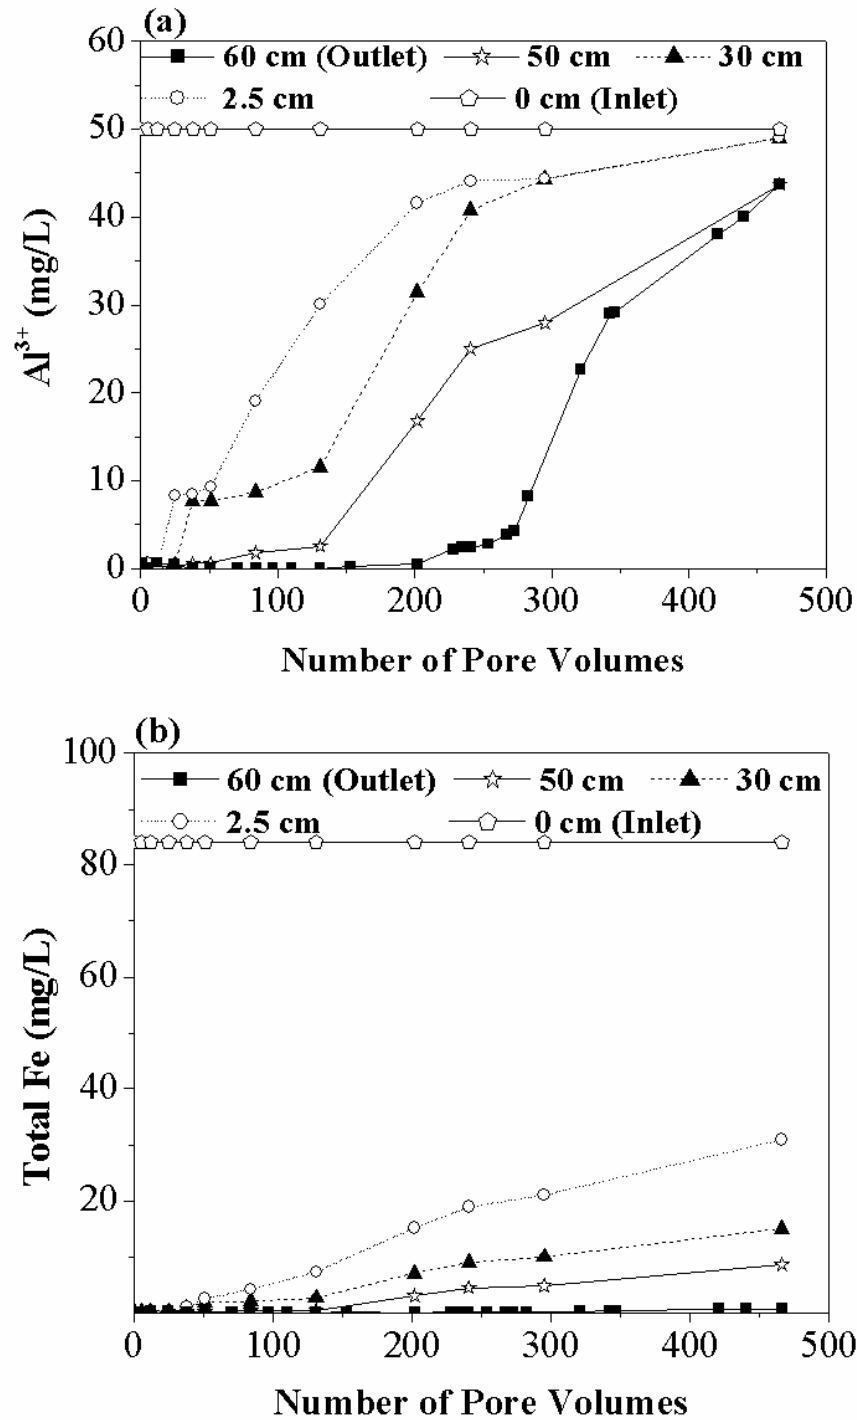 (a)
60
60 cm (Outlet) 50 cm 30 cm
2.5 cm 0 cm (Inlet)
50
40
30
20
10
0
Al³⁺ (mg/L)
0 100 200 300 400 500
Number of Pore Volumes
(b)
100
60 cm (Outlet) 50 cm 30 cm
2.5 cm 0 cm (Inlet)
80
60
40
20
Total Fe (mg/L)
0 100 200 300 400 500
Number of Pore Volumes